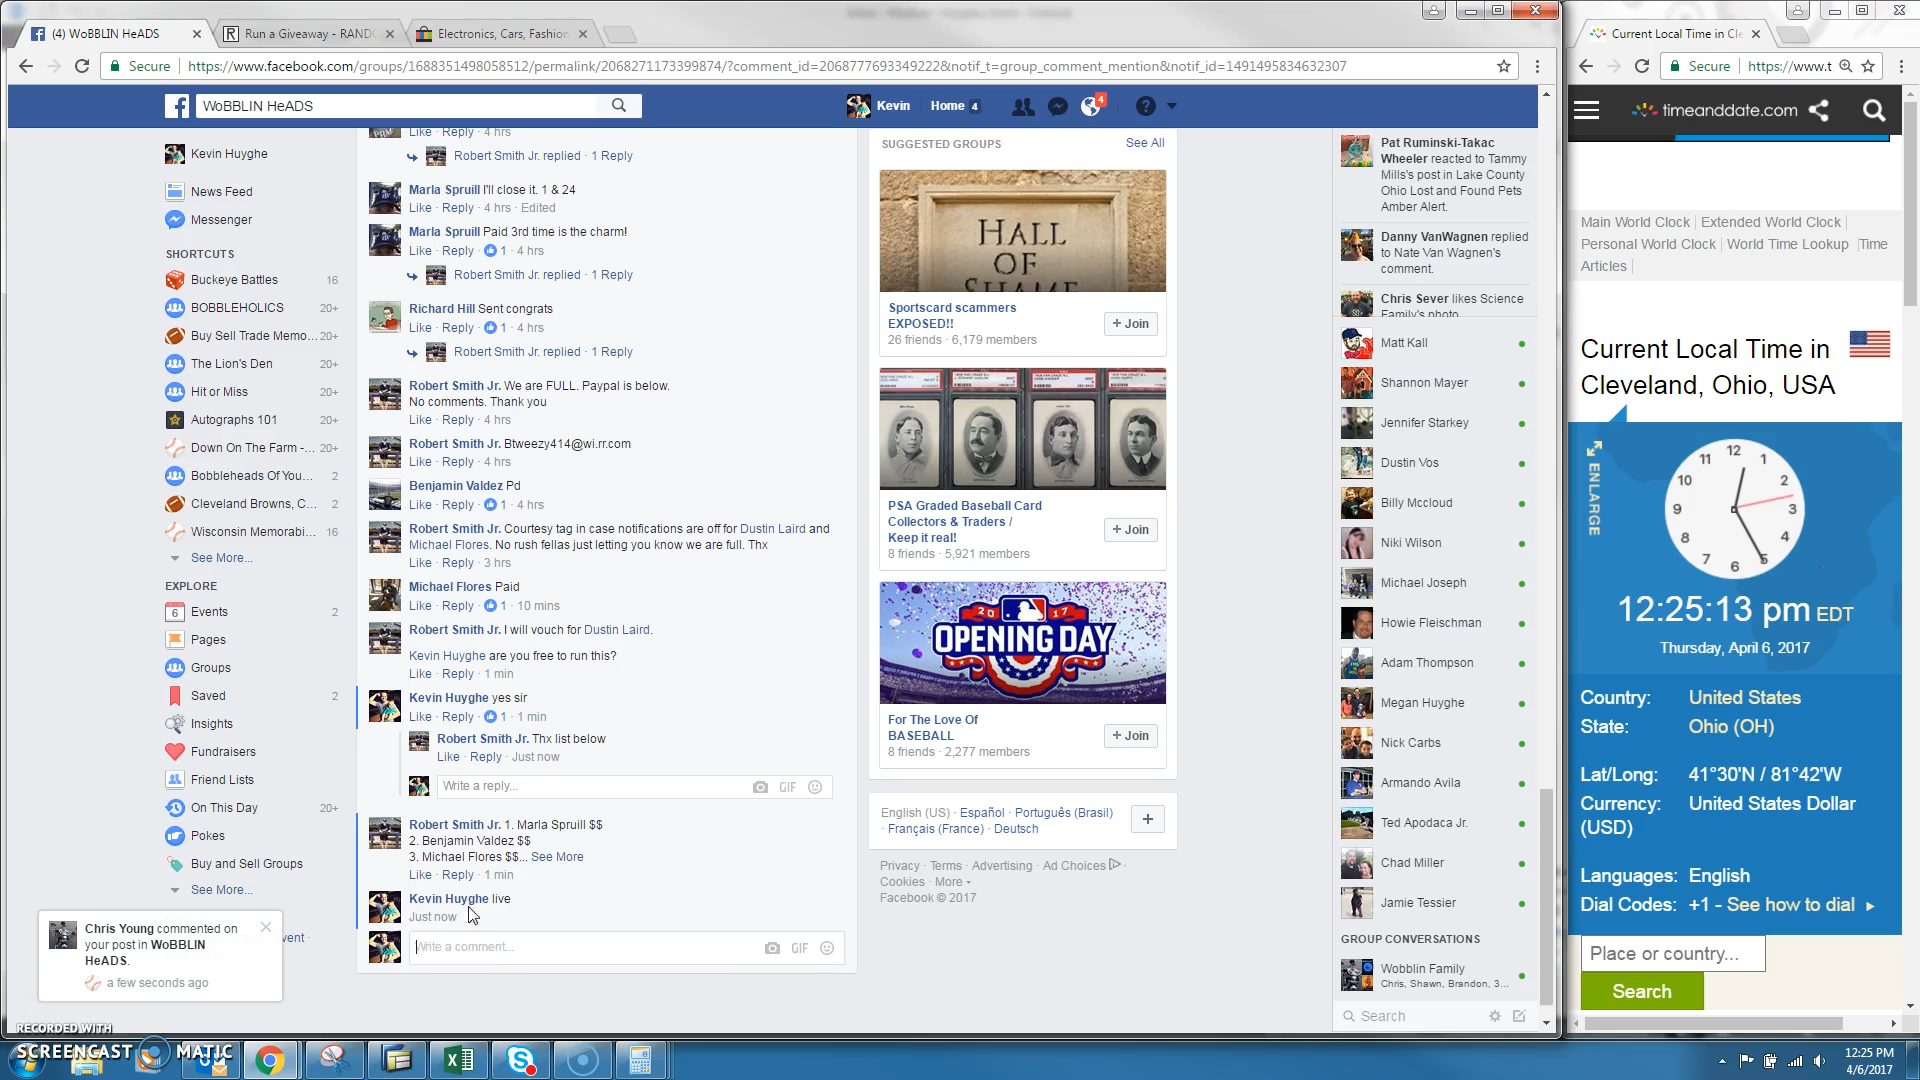 (4) WoBBLIN HeADS
Run a Giveaway - RAND
Electronics, Cars, Fashion
Current Local Time in Cle
Secure
https://www.facebook.com/groups/1688351498058512/permalink/2068271173399874/?comment_id=2068777693349222&notif_t=group_comment_mention&notif_id=1491495834632307
Secure
https://www.t
WoBBLIN HeADS
Kevin
Home 4
4
Kevin Huyghe
News Feed
Messenger
SHORTCUTS
Buckeye Battles 16
BOBBLEHOLICS 20+
Buy Sell Trade Memo... 20+
The Lion's Den 20+
Hit or Miss 20+
Autographs 101 20+
Down On The Farm -... 20+
Bobbleheads Of You... 2
Cleveland Browns, C... 2
Wisconsin Memorabi... 16
See More...
EXPLORE
6 Events 2
Pages
Groups
Saved 2
Insights
Fundraisers
Friend Lists
On This Day 20+
Pokes
Buy and Sell Groups
See More...
vent ·
Chris Young commented on
your post in WoBBLIN
HeADS.
a few seconds ago
RECORDED WITH
SCREENCAST MATIC
Like · Reply · 4 hrs
Robert Smith Jr. replied · 1 Reply
Marla Spruill I'll close it. 1 & 24
Like · Reply · 4 hrs · Edited
Marla Spruill Paid 3rd time is the charm!
Like · Reply · 1 · 4 hrs
Robert Smith Jr. replied · 1 Reply
Richard Hill Sent congrats
Like · Reply · 1 · 4 hrs
Robert Smith Jr. replied · 1 Reply
Robert Smith Jr. We are FULL. Paypal is below.
No comments. Thank you
Like · Reply · 4 hrs
Robert Smith Jr. Btweezy414@wi.rr.com
Like · Reply · 4 hrs
Benjamin Valdez Pd
Like · Reply · 1 · 4 hrs
Robert Smith Jr. Courtesy tag in case notifications are off for Dustin Laird and
Michael Flores. No rush fellas just letting you know we are full. Thx
Like · Reply · 3 hrs
Michael Flores Paid
Like · Reply · 1 · 10 mins
Robert Smith Jr. I will vouch for Dustin Laird.
Kevin Huyghe are you free to run this?
Like · Reply · 1 min
Kevin Huyghe yes sir
Like · Reply · 1 · 1 min
Robert Smith Jr. Thx list below
Like · Reply · Just now
Write a reply...
GIF
Robert Smith Jr. 1. Marla Spruill $$
2. Benjamin Valdez $$
3. Michael Flores $$... See More
Like · Reply · 1 min
Kevin Huyghe live
Just now
Write a comment...
GIF
SUGGESTED GROUPS
See All
HALL
OF
SHAME
Sportscard scammers
EXPOSED!!
26 friends · 6,179 members
+ Join
PSA Graded Baseball Card
Collectors & Traders /
Keep it real!
8 friends · 5,921 members
+ Join
2017
OPENING DAY
For The Love Of
BASEBALL
8 friends · 2,277 members
+ Join
English (US) · Español · Português (Brasil)
· Français (France) · Deutsch
Privacy · Terms · Advertising · Ad Choices ·
Cookies · More
Facebook © 2017
Pat Ruminski-Takac
Wheeler reacted to Tammy
Mills's post in Lake County
Ohio Lost and Found Pets
Amber Alert.
Danny VanWagnen replied
to Nate Van Wagnen's
comment.
Chris Sever likes Science
Family's photo.
Matt Kall
Shannon Mayer
Jennifer Starkey
Dustin Vos
Billy Mccloud
Niki Wilson
Michael Joseph
Howie Fleischman
Adam Thompson
Megan Huyghe
Nick Carbs
Armando Avila
Ted Apodaca Jr.
Chad Miller
Jamie Tessier
GROUP CONVERSATIONS
Wobblin Family
Chris, Shawn, Brandon, 3...
Search
timeanddate.com
Main World Clock | Extended World Clock |
Personal World Clock | World Time Lookup | Time
Articles |
Current Local Time in
Cleveland, Ohio, USA
ENLARGE
12 1 2 3 4 5 6 7 8 9 10 11
12:25:13 pm EDT
Thursday, April 6, 2017
Country: United States
State: Ohio (OH)
Lat/Long: 41°30'N / 81°42'W
Currency: United States Dollar
(USD)
Languages: English
Dial Codes: +1 - See how to dial
Place or country...
Search
12:25 PM
4/6/2017